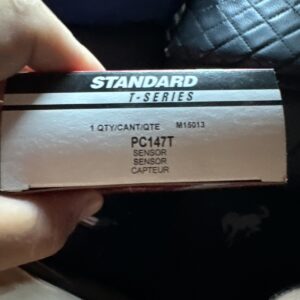 STANDARD
T-SERIES
1 QTY/CANT/QTE M15013
PC147T
SENSOR
SENSOR
CAPTEUR